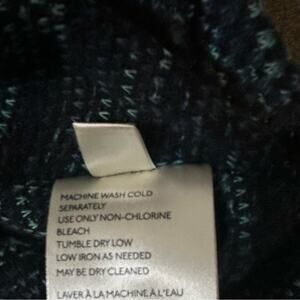 MACHINE WASH COLD
SEPARATELY
USE ONLY NON-CHLORINE
BLEACH
TUMBLE DRY LOW
LOW IRON AS NEEDED
MAY BE DRY CLEANED
LAVER À LA MACHINE À L'EAU